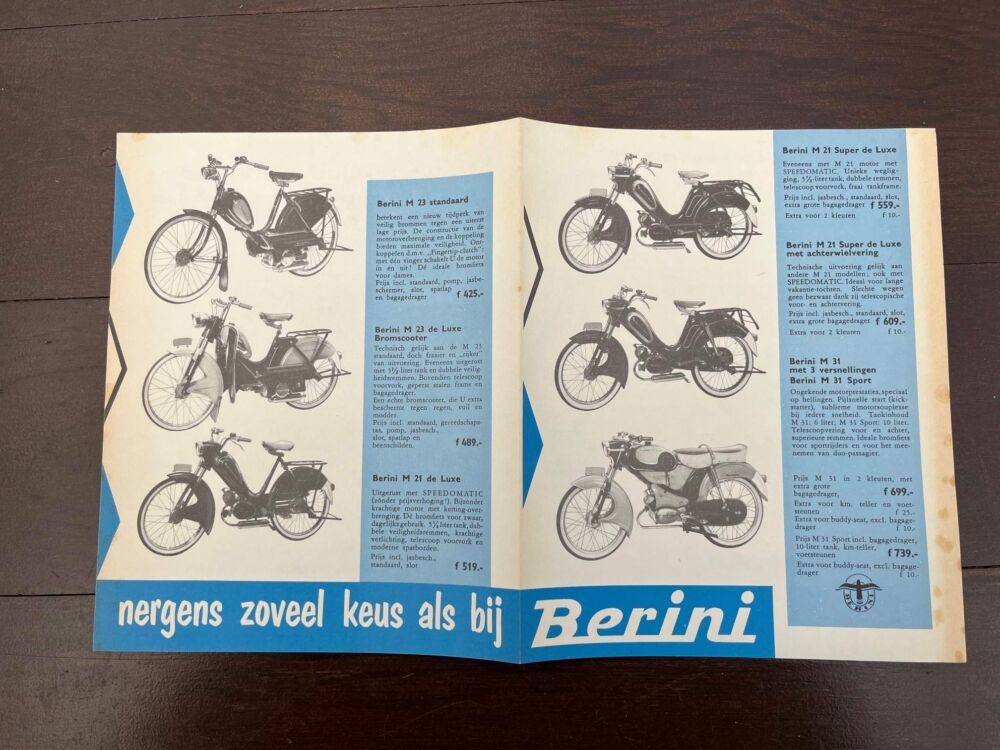 Berini M 23 standaard
betekent een nieuw tijdperk van
veilig brommen tegen een uiterst
lage prijs. De constructie van de
motoroverbrenging en de koppeling
bieden maximale veiligheid. Ont-
koppelen d.m.v. „Fingertip-clutch":
met één vinger schakelt U de motor
in en uit! Dé ideale bromfiets
voor dames.
Prijs incl. standaard, pomp, jasbe-
schermer, slot, spatlap
en bagagedrager f 425.-
Berini M 23 de Luxe
Bromscooter
Technisch gelijk aan de M 23
standaard, doch fraaier en „rijker"
van uitvoering. Eveneens uitgerust
met 5½-liter tank en dubbele veilig-
heidsremmen. Bovendien telescoop
voorvork, geperst stalen frame en
bagagedrager.
Een echte bromscooter, die U extra
beschermt tegen regen, vuil en
modder.
Prijs incl. standaard, gereedschaps-
tas, pomp, jasbesch.,
slot, spatlap en
beenschilden. f 489.-
Berini M 21 de Luxe
Uitgerust met SPEEDOMATIC
(zónder prijsverhoging!). Bijzonder
krachtige motor met ketting-over-
brenging. Dé bromfiets voor zwaar,
dagelijks gebruik. 5½ liter tank, dub-
bele veiligheidsremmen, krachtige
verlichting, telescoop voorvork en
moderne spatborden.
Prijs incl. jasbesch.,
standaard, slot f 519.-
Berini M 21 Super de Luxe
Eveneens met M 21 motor met
SPEEDOMATIC. Unieke weglig-
ging, 5½-liter tank, dubbele remmen,
telescoop voorvork, fraai tankframe.
Prijs incl. jasbesch., standaard, slot,
extra grote bagagedrager f 559.-
Extra voor 2 kleuren f 10.-
Berini M 21 Super de Luxe
met achterwielvering
Technische uitvoering gelijk aan
andere M 21 modellen; ook met
SPEEDOMATIC. Ideaal voor lange
vakantie-tochten. Slechte wegen
geen bezwaar dank zij telescopische
voor- en achtervering.
Prijs incl. jasbesch., standaard, slot,
extra grote bagagedrager f 609.-
Extra voor 2 kleuren f 10.-
Berini M 31
met 3 versnellingen
Berini M 31 Sport
Ongekende motorprestaties, speciaal
op hellingen. Pijlsnelle start (kick-
starter), sublieme motorsouplesse
bij iedere snelheid. Tankinhoud
M 31: 6 liter; M 31 Sport: 10 liter.
Telescoopvering voor en achter,
superieure remmen. Ideale bromfiets
voor sportrijders en voor het mee-
nemen van duo-passagier.
Prijs M 31 in 2 kleuren, met
extra grote
bagagedrager, f 699.-
Extra voor km. teller en voet-
steunen f 25.-
Extra voor buddy-seat, excl. bagage-
drager f 10.-
Prijs M 31 Sport incl. bagagedrager,
10-liter tank, km-teller,
voetsteunen f 739.-
Extra voor buddy-seat, excl. bagage-
drager f 10.-
BERINI
nergens zoveel keus als bij Berini